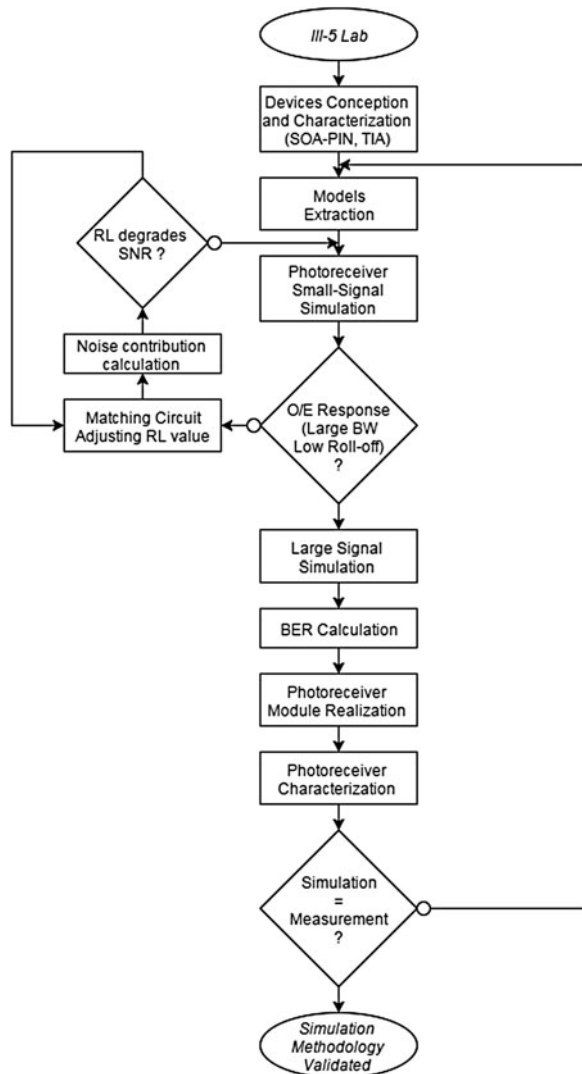 III-5 Lab
Devices Conception
and Characterization
(SOA-PIN, TIA)
Models
Extraction
RL degrades
SNR ?
Photoreceiver
Small-Signal
Simulation
Noise contribution
calculation
Matching Circuit
Adjusting RL value
O/E Response
(Large BW
Low Roll-off)
?
Large Signal
Simulation
BER Calculation
Photoreceiver
Module Realization
Photoreceiver
Characterization
Simulation
=
Measurement
?
Simulation
Methodology
Validated